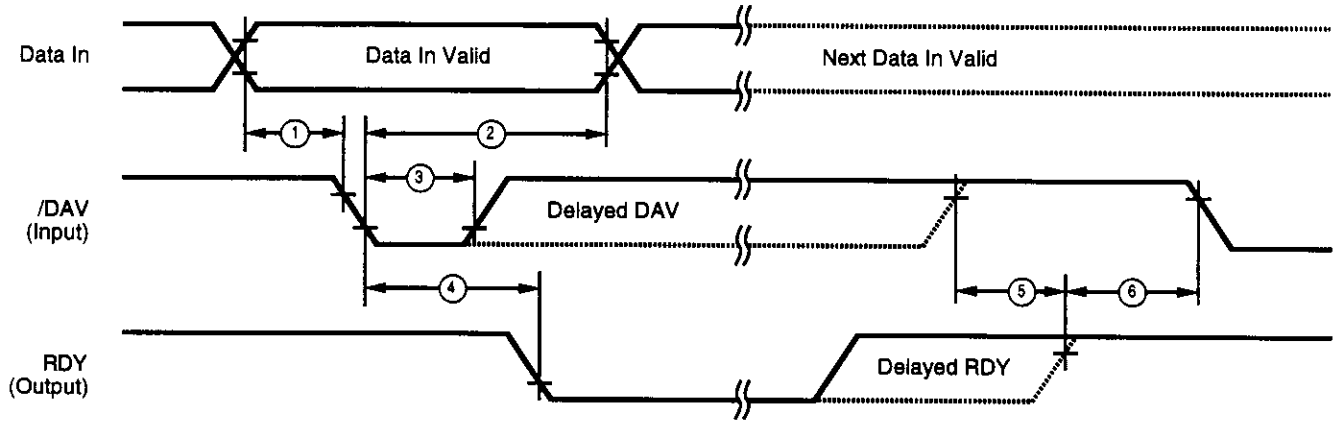 Data In
Data In Valid
Next Data In Valid
1
2
3
/DAV
(Input)
Delayed DAV
4
5
6
RDY
(Output)
Delayed RDY